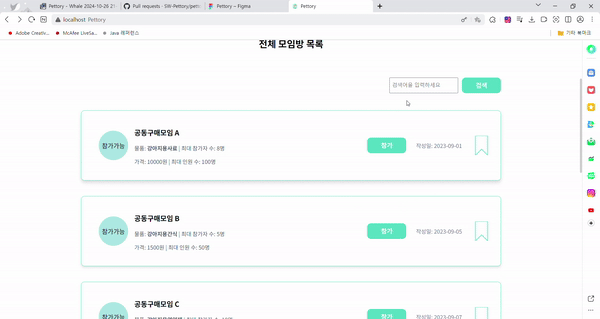 Pettory - Whale 2024-10-28 2
Pull requests · SW-Pettory/pett
Pettory – Figma
Pettory
localhost Pettory
Adobe Creativ...
McAfee LiveSa...
Java 레퍼런스
기타 북마크
전체 모임방 목록
검색어을 입력하세요
검색
공동구매모임 A
참가가능
물품: 강아지용사료 | 최대 참가자 수: 8명
가격: 10000원 | 최대 인원 수: 100명
참가
작성일: 2023-09-01
공동구매모임 B
참가가능
물품: 강아지용간식 | 최대 참가자 수: 5명
가격: 1500원 | 최대 인원 수: 50명
참가
작성일: 2023-09-05
공동구매모임 C
참가가능
참가
작성일: 2023-09-07